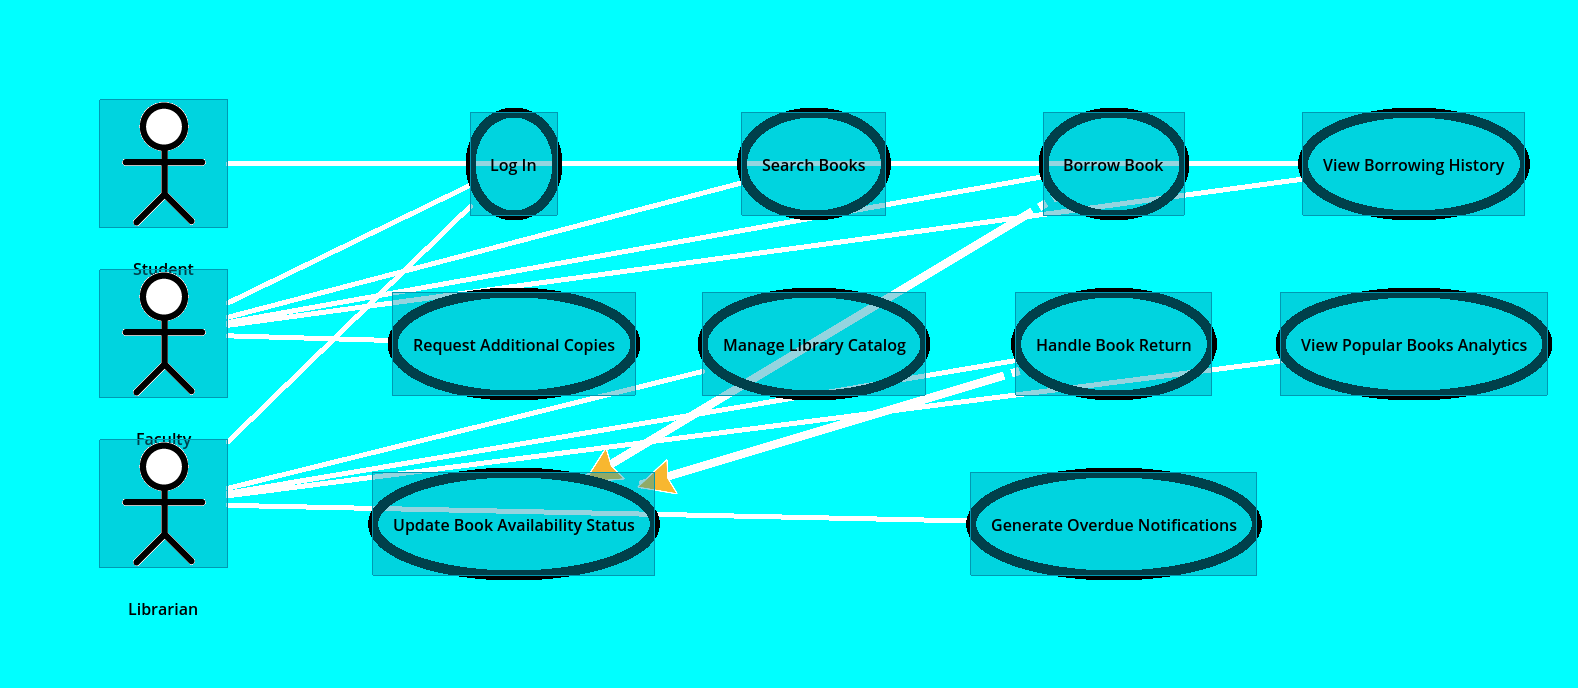 Log In
Search Books
Borrow Book
View Borrowing History
Student
Request Additional Copies
Manage Library Catalog
Handle Book Return
View Popular Books Analytics
Faculty
Update Book Availability Status
Generate Overdue Notifications
Librarian